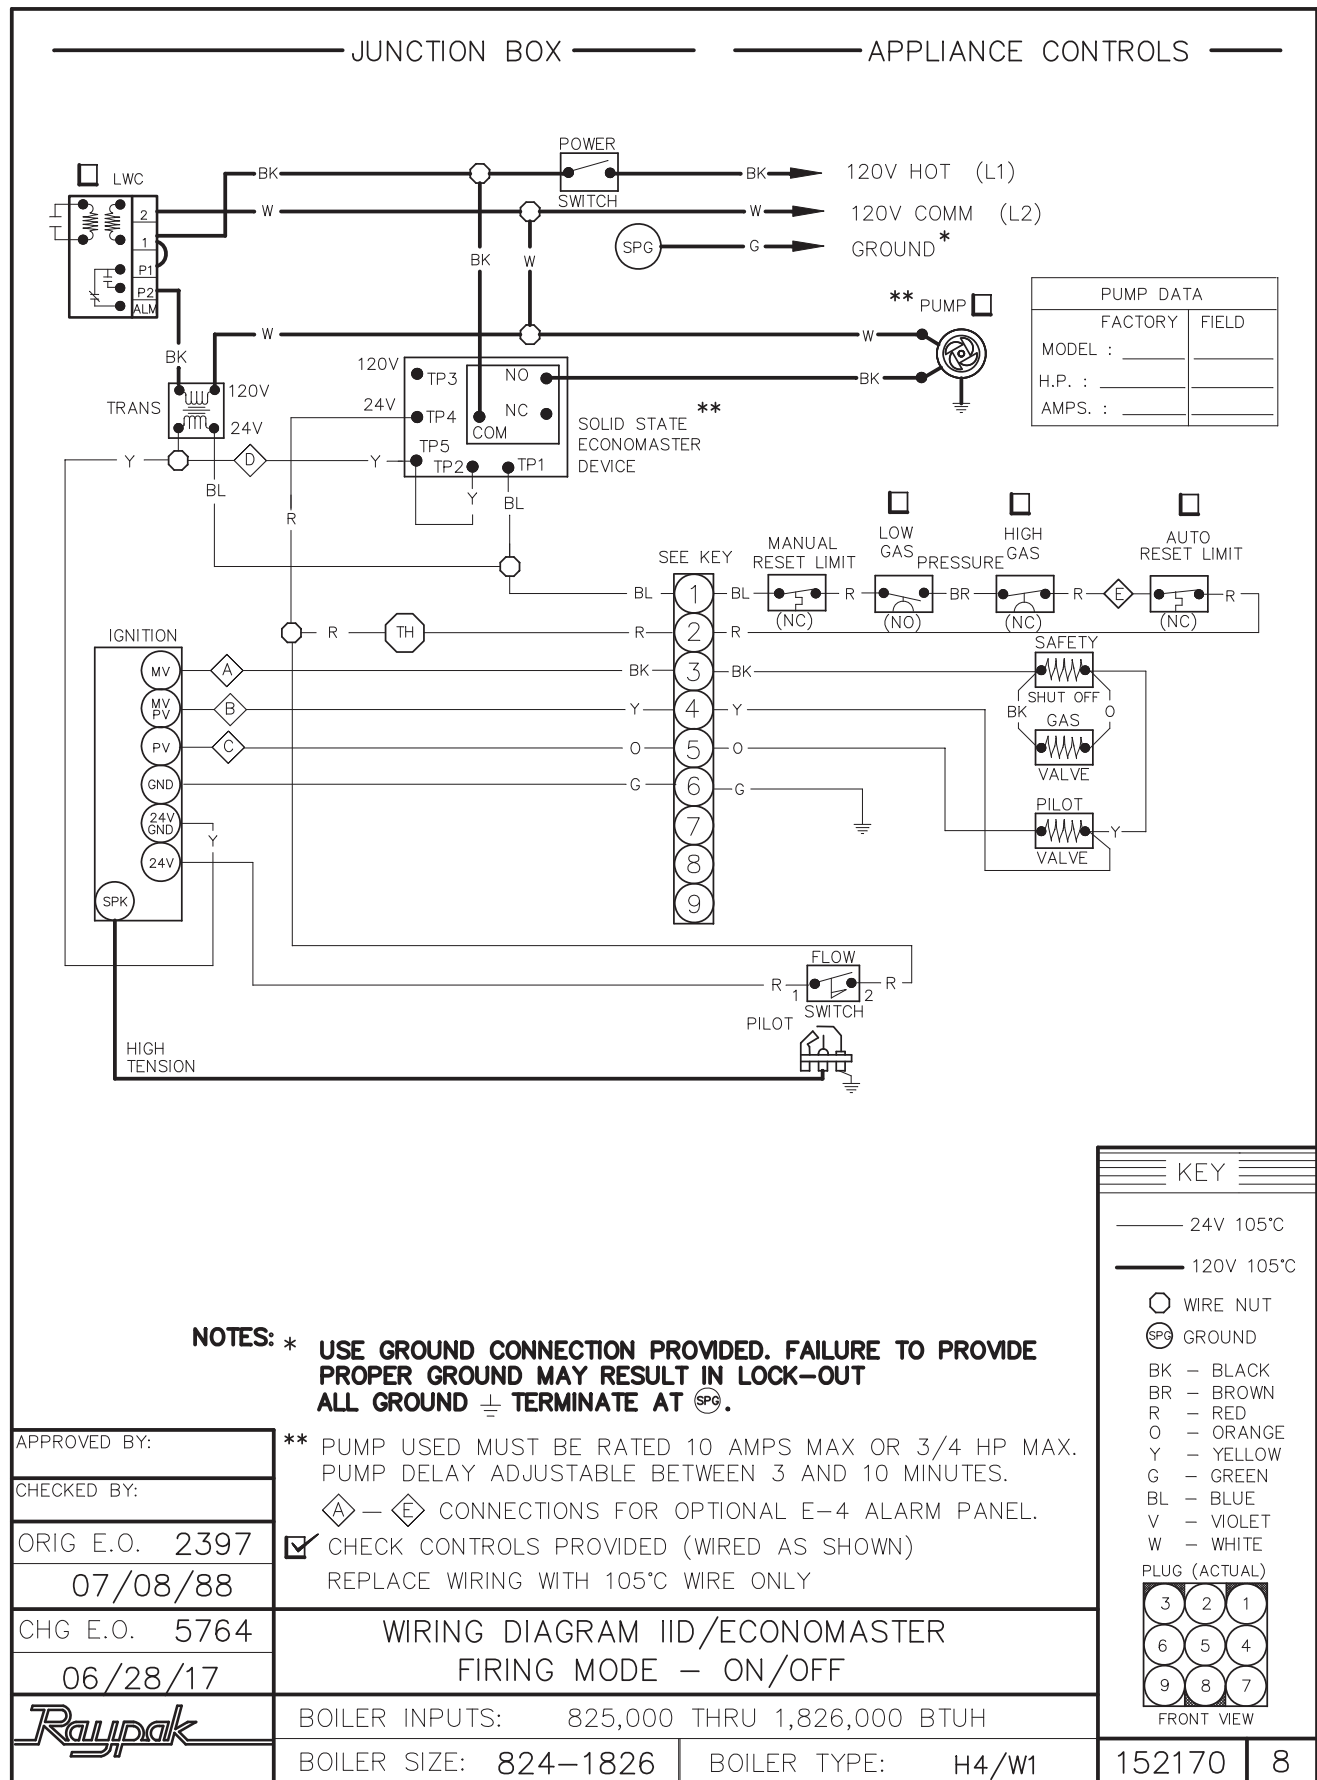 JUNCTION BOX
APPLIANCE CONTROLS
POWER
SWITCH
LWC
2
1
P1
P2
ALM
BK
BK
120V HOT (L1)
W
W
120V COMM (L2)
SPG
G
GROUND*
BK
W
W
W
** PUMP
BK
BK
PUMP DATA
FACTORY FIELD
MODEL :
H.P. :
AMPS. :
TRANS
120V
24V
120V
TP3
NO
24V
TP4
NC
COM
TP5
TP2
TP1
SOLID STATE **
ECONOMASTER
DEVICE
Y
D
Y
BL
R
Y
BL
SEE KEY
MANUAL
RESET LIMIT
LOW
GAS
PRESSURE
HIGH
GAS
AUTO
RESET LIMIT
BL
1
BL
R
BR
R
E
R
(NC)
(NO)
(NC)
(NC)
R
TH
R
2
R
IGNITION
MV
A
BK
3
BK
SAFETY
SHUT OFF
MV
PV
B
Y
4
Y
BK
O
GAS
VALVE
PV
C
O
5
O
GND
G
6
G
24V
GND
Y
7
PILOT
VALVE
Y
24V
8
SPK
9
FLOW
SWITCH
R
1
2
R
PILOT
HIGH
TENSION
KEY
24V 105°C
120V 105°C
WIRE NUT
SPG GROUND
BK – BLACK
BR – BROWN
R – RED
O – ORANGE
Y – YELLOW
G – GREEN
BL – BLUE
V – VIOLET
W – WHITE
PLUG (ACTUAL)
3 2 1
6 5 4
9 8 7
FRONT VIEW
NOTES: * USE GROUND CONNECTION PROVIDED. FAILURE TO PROVIDE
PROPER GROUND MAY RESULT IN LOCK–OUT
ALL GROUND ⏚ TERMINATE AT SPG.
** PUMP USED MUST BE RATED 10 AMPS MAX OR 3/4 HP MAX.
PUMP DELAY ADJUSTABLE BETWEEN 3 AND 10 MINUTES.
A – E CONNECTIONS FOR OPTIONAL E–4 ALARM PANEL.
CHECK CONTROLS PROVIDED (WIRED AS SHOWN)
REPLACE WIRING WITH 105°C WIRE ONLY
APPROVED BY:
CHECKED BY:
ORIG E.O. 2397
07/08/88
CHG E.O. 5764
06/28/17
Raypak
WIRING DIAGRAM IID/ECONOMASTER
FIRING MODE – ON/OFF
BOILER INPUTS: 825,000 THRU 1,826,000 BTUH
BOILER SIZE: 824–1826
BOILER TYPE: H4/W1
152170
8